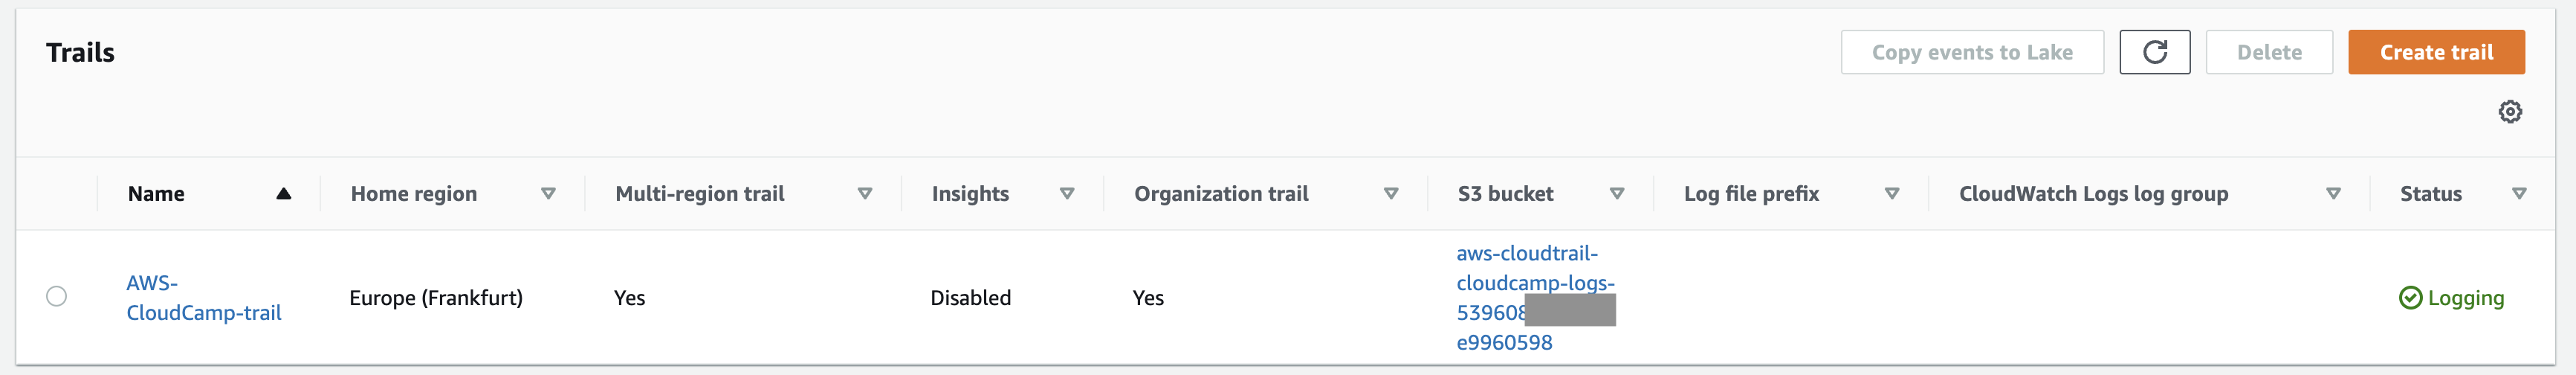 Trails
Copy events to Lake
Delete
Create trail
Name
Home region
Multi-region trail
Insights
Organization trail
S3 bucket
Log file prefix
CloudWatch Logs log group
Status
AWS-
CloudCamp-trail
Europe (Frankfurt)
Yes
Disabled
Yes
aws-cloudtrail-
cloudcamp-logs-
539608
e9960598
Logging